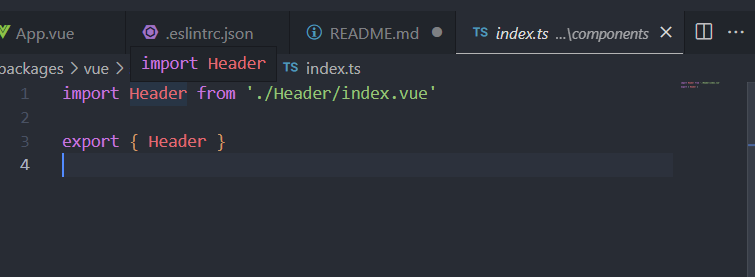 App.vue .eslintrc.json README.md TS index.ts ...\components
packages > vue > TS index.ts
import Header
1 import Header from './Header/index.vue'
2
3 export { Header }
4